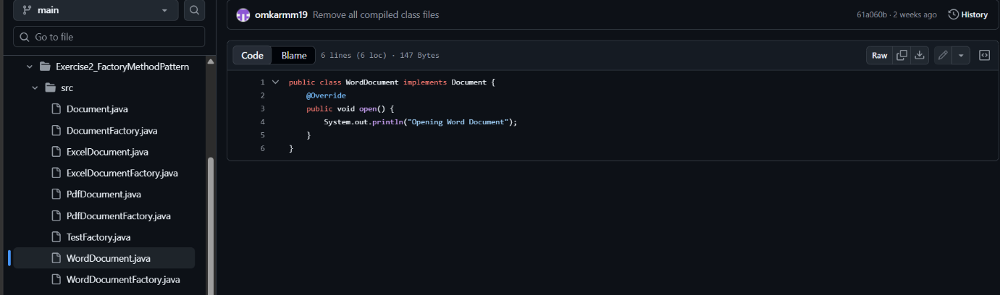 main
Go to file
Exercise2_FactoryMethodPattern
src
Document.java
DocumentFactory.java
ExcelDocument.java
ExcelDocumentFactory.java
PdfDocument.java
PdfDocumentFactory.java
TestFactory.java
WordDocument.java
WordDocumentFactory.java
omkarmm19 Remove all compiled class files 61a060b · 2 weeks ago History
Code Blame 6 lines (6 loc) · 147 Bytes Raw
1 public class WordDocument implements Document {
2     @Override
3     public void open() {
4         System.out.println("Opening Word Document");
5     }
6 }